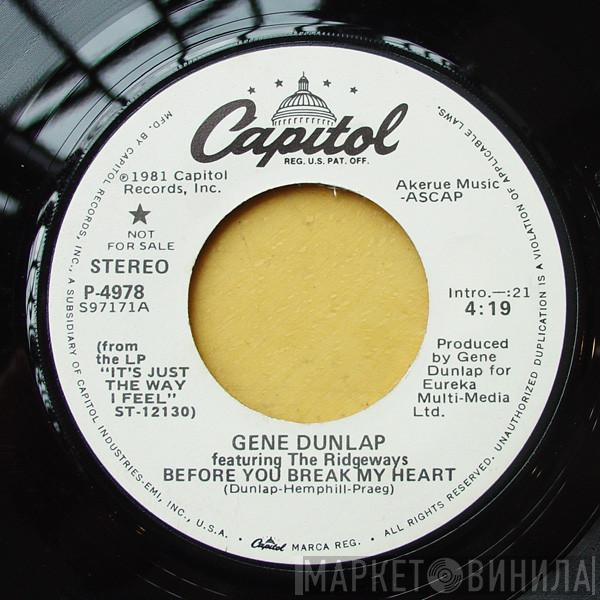 Capitol
REG. U.S. PAT. OFF.
℗1981 Capitol
Records, Inc.
Akerue Music
-ASCAP
NOT
FOR SALE
STEREO
P-4978
S97171A
Intro.—:21
4:19
(from
the LP
"IT'S JUST
THE WAY
I FEEL"
ST-12130)
Produced
by Gene
Dunlap for
Eureka
Multi-Media
Ltd.
GENE DUNLAP
featuring The Ridgeways
BEFORE YOU BREAK MY HEART
(Dunlap-Hemphill-Praeg)
MFD. BY CAPITOL RECORDS, INC., A SUBSIDIARY OF CAPITOL INDUSTRIES-EMI, INC., U.S.A. • Capitol MARCA REG. • ALL RIGHTS RESERVED. UNAUTHORIZED DUPLICATION IS A VIOLATION OF APPLICABLE LAWS.
МАРКЕТ ВИНИЛА